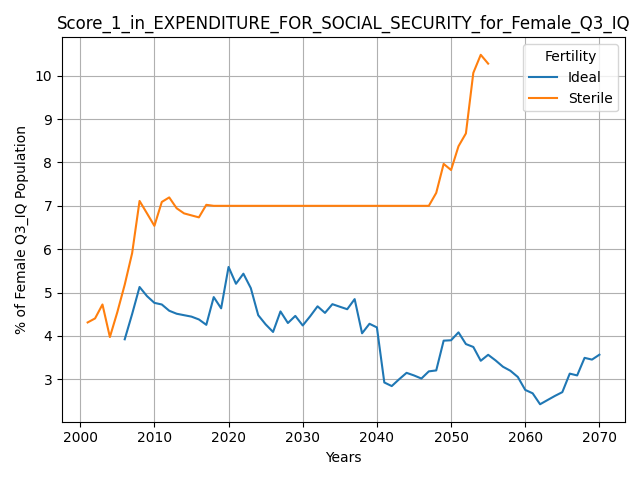 Score_1_in_EXPENDITURE_FOR_SOCIAL_SECURITY_for_Female_Q3_IQ
Fertility
Ideal
Sterile
% of Female Q3_IQ Population
10
9
8
7
6
5
4
3
2000 2010 2020 2030 2040 2050 2060 2070
Years